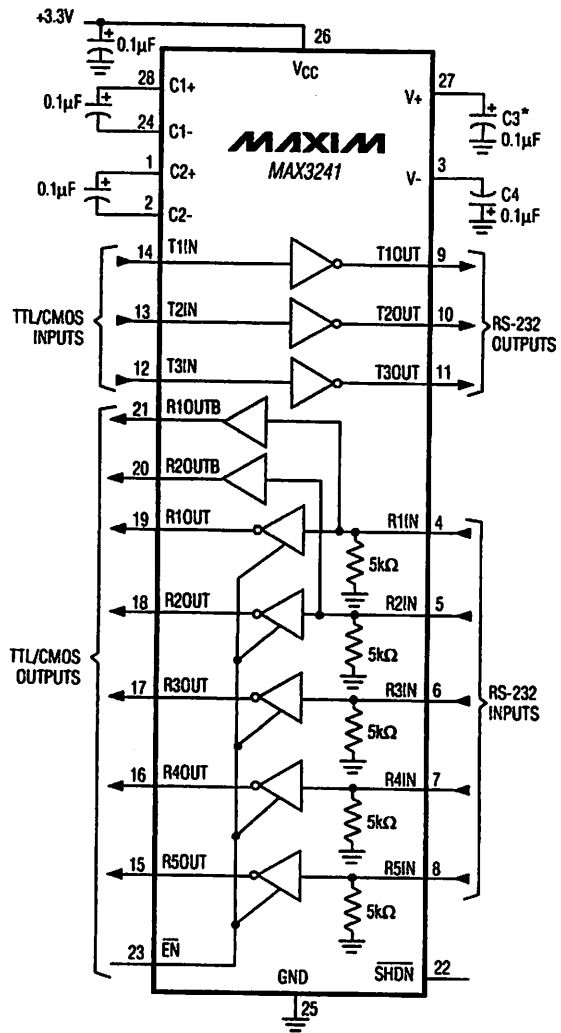 +3.3V
26
+
0.1µF
VCC
28
C1+
27
V+
0.1µF
+
+
C3*
0.1µF
24
C1-
MAXIM
MAX3241
1
C2+
3
V-
0.1µF
+
C4
+
0.1µF
2
C2-
14
T1IN
T1OUT
9
TTL/CMOS
INPUTS
13
T2IN
T2OUT
10
RS-232
OUTPUTS
12
T3IN
T3OUT
11
21
R1OUTB
20
R2OUTB
19
R1OUT
R1IN
4
5kΩ
18
R2OUT
R2IN
5
5kΩ
TTL/CMOS
OUTPUTS
17
R3OUT
R3IN
6
RS-232
INPUTS
5kΩ
16
R4OUT
R4IN
7
5kΩ
15
R5OUT
R5IN
8
5kΩ
23
EN
GND
SHDN
22
25